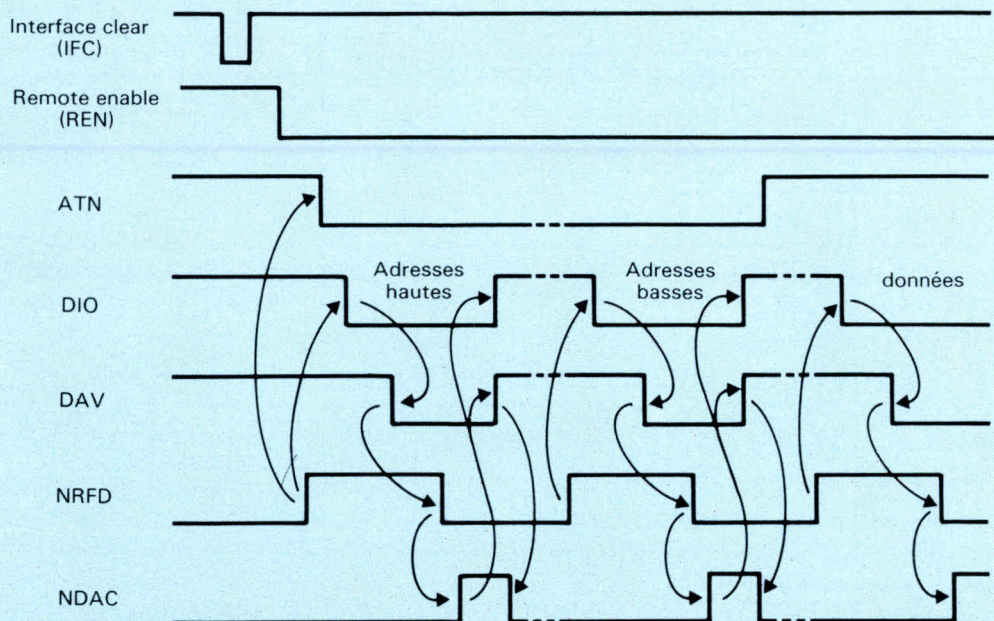 Interface clear
(IFC)
Remote enable
(REN)
ATN
DIO
Adresses
hautes
Adresses
basses
données
DAV
NRFD
NDAC